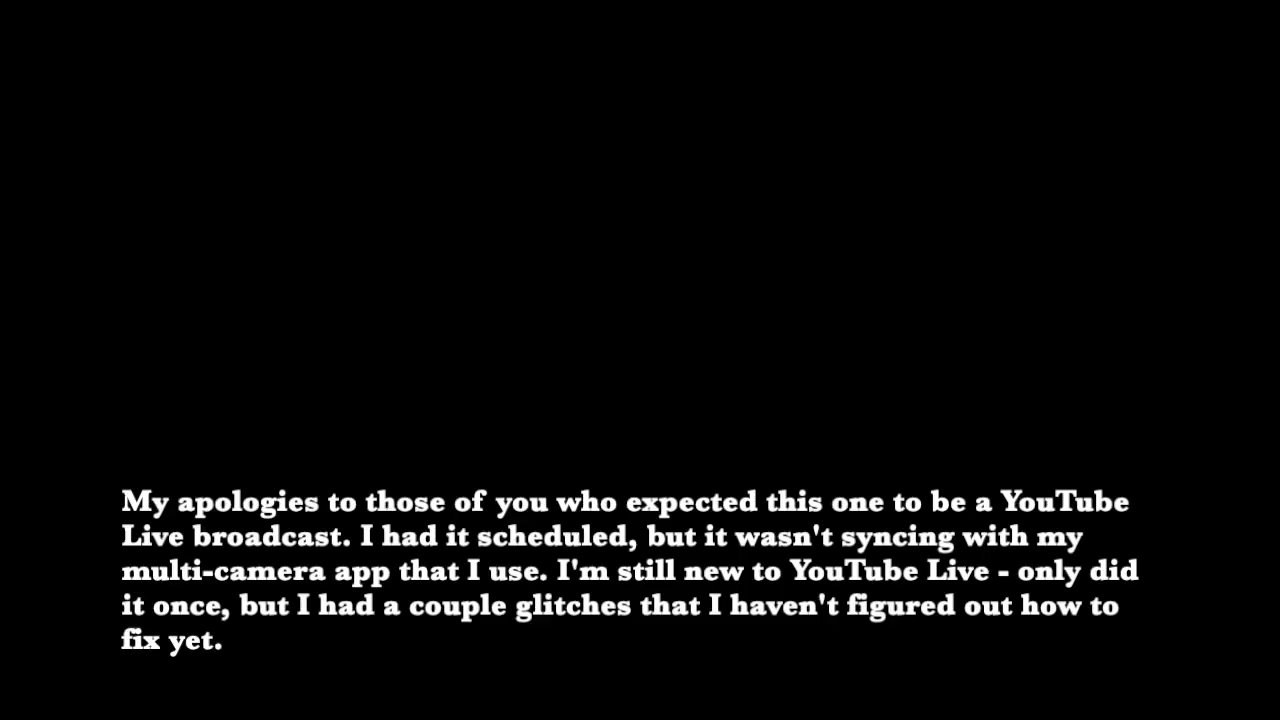 My apologies to those of you who expected this one to be a YouTube
Live broadcast. I had it scheduled, but it wasn't syncing with my
multi-camera app that I use. I'm still new to YouTube Live - only did
it once, but I had a couple glitches that I haven't figured out how to
fix yet.